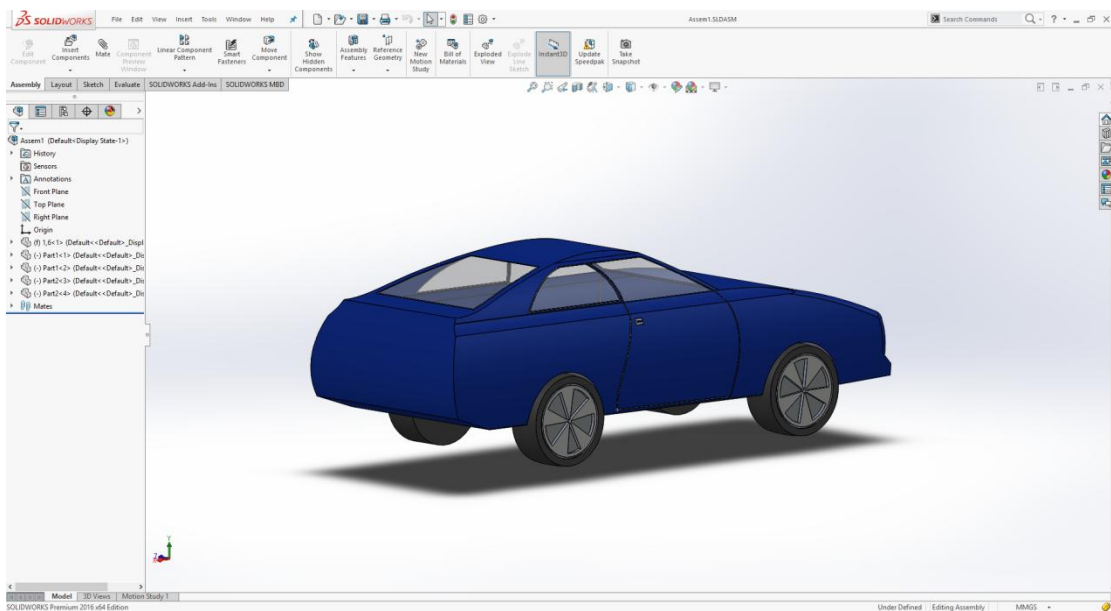 SOLIDWORKS File Edit View Insert Tools Window Help Assem1.SLDASM Search Commands
Edit Component
Insert Components
Mate
Component Preview Window
Linear Component Pattern
Smart Fasteners
Move Component
Show Hidden Components
Assembly Features
Reference Geometry
New Motion Study
Bill of Materials
Exploded View
Explode Line Sketch
Instant3D
Update Speedpak
Take Snapshot
Assembly Layout Sketch Evaluate SOLIDWORKS Add-Ins SOLIDWORKS MBD
Assem1 (Default<Display State-1>)
History
Sensors
Annotations
Front Plane
Top Plane
Right Plane
Origin
(f) 1,6<1> (Default<<Default>_Displ
(-) Part1<1> (Default<<Default>_Dis
(-) Part1<2> (Default<<Default>_Dis
(-) Part2<3> (Default<<Default>_Dis
(-) Part2<4> (Default<<Default>_Dis
Mates
Y
Model 3D Views Motion Study 1
SOLIDWORKS Premium 2016 x64 Edition Under Defined Editing Assembly MMGS